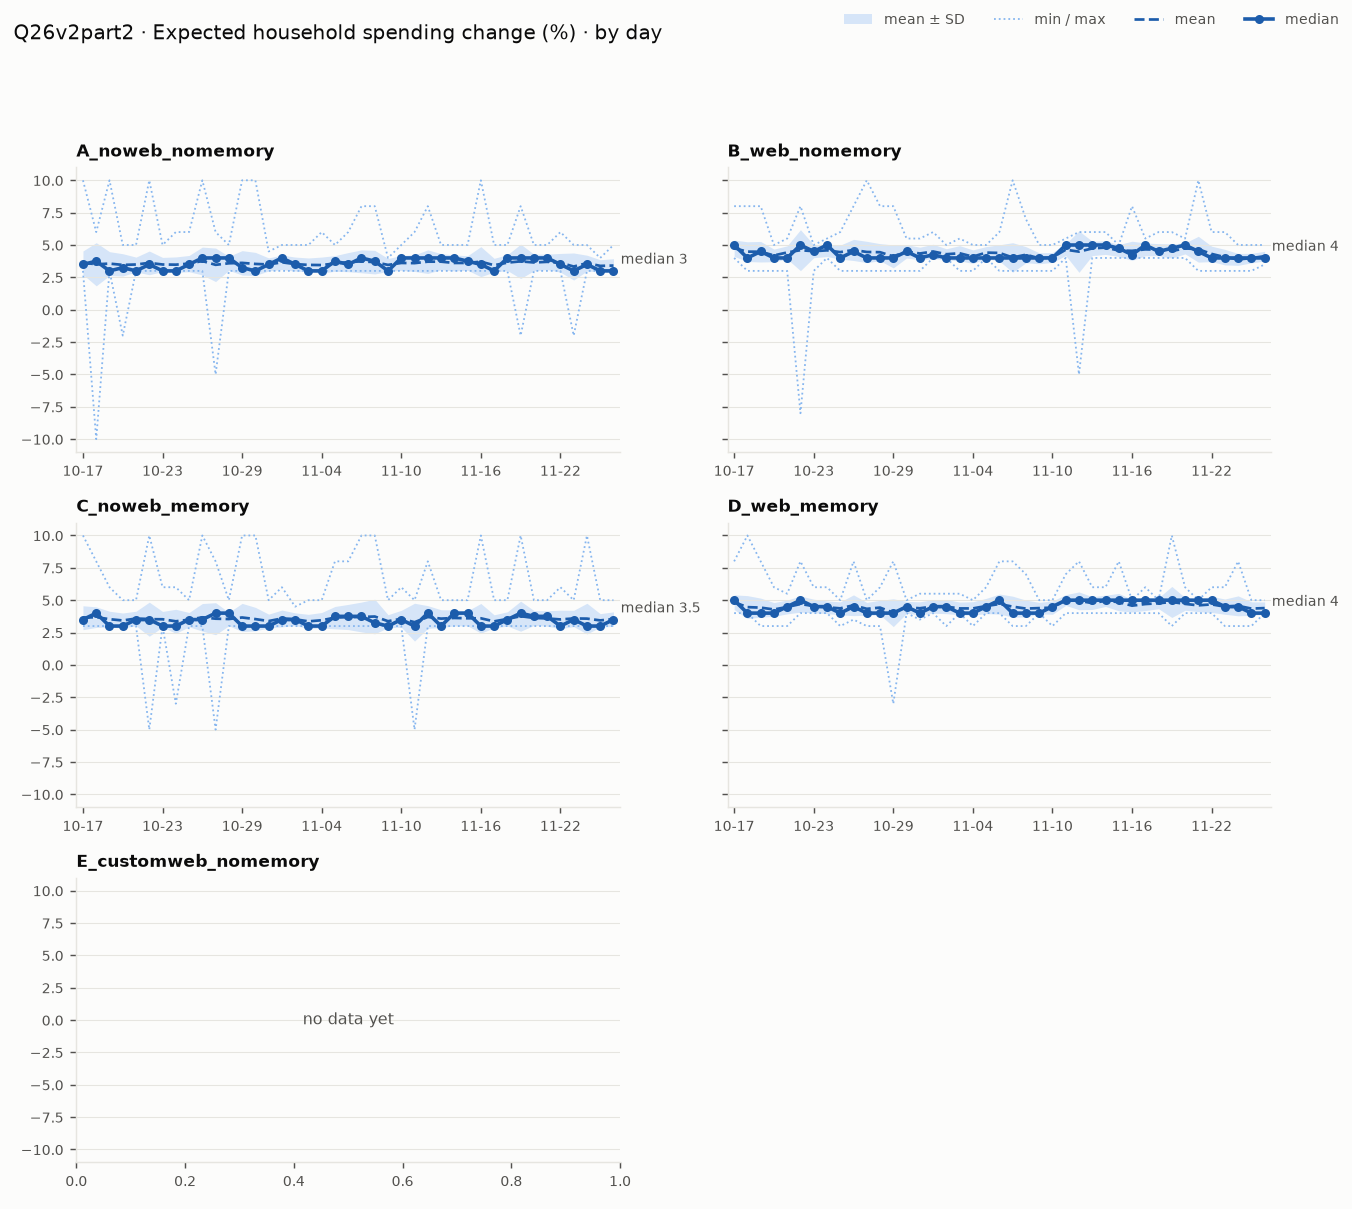 mean ± SD min / max mean median
Q26v2part2 · Expected household spending change (%) · by day
A_noweb_nomemory
10.0
7.5
5.0
2.5
0.0
−2.5
−5.0
−7.5
−10.0
10-17 10-23 10-29 11-04 11-10 11-16 11-22
median 3
B_web_nomemory
10-17 10-23 10-29 11-04 11-10 11-16 11-22
median 4
C_noweb_memory
10.0
7.5
5.0
2.5
0.0
−2.5
−5.0
−7.5
−10.0
10-17 10-23 10-29 11-04 11-10 11-16 11-22
median 3.5
D_web_memory
10-17 10-23 10-29 11-04 11-10 11-16 11-22
median 4
E_customweb_nomemory
10.0
7.5
5.0
2.5
0.0
−2.5
−5.0
−7.5
−10.0
no data yet
0.0 0.2 0.4 0.6 0.8 1.0